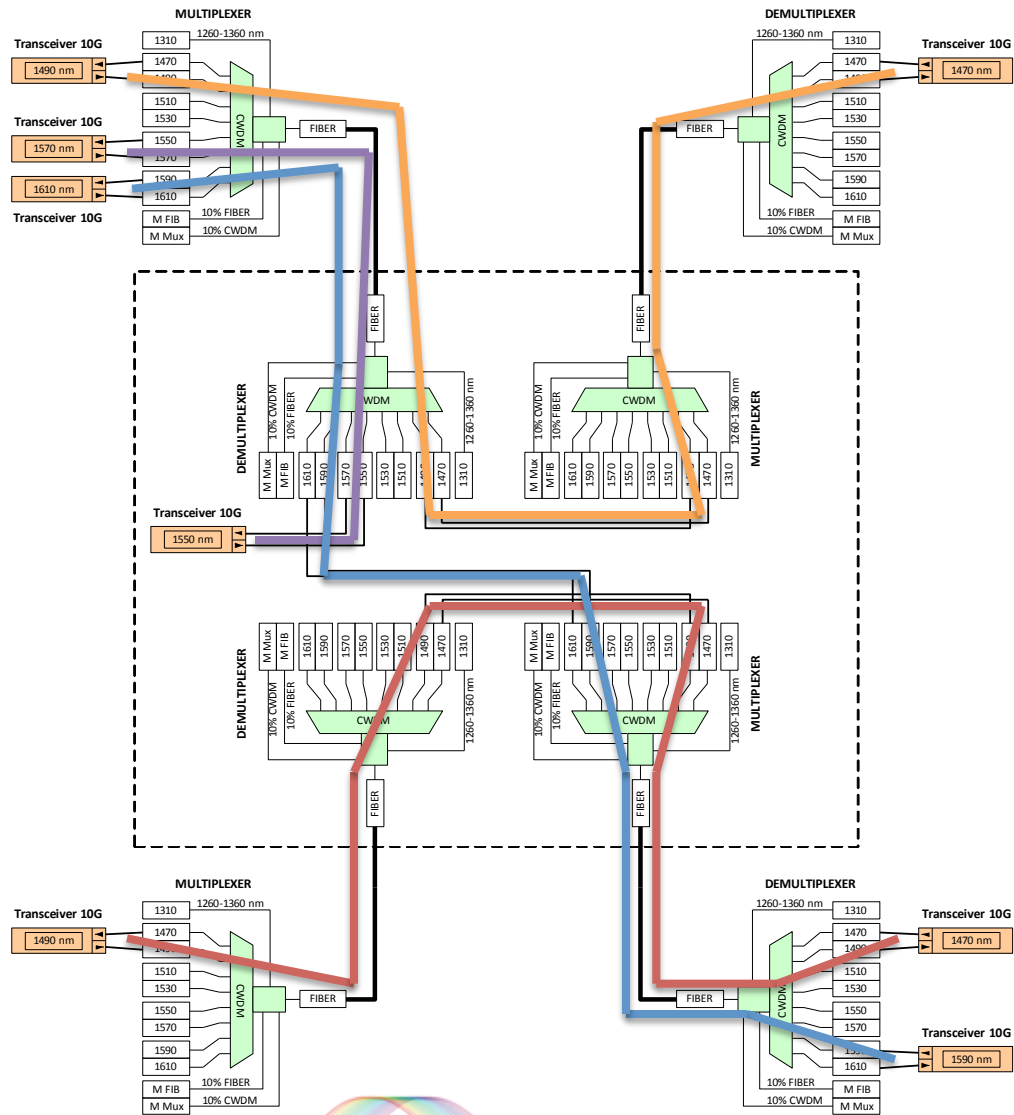 MULTIPLEXER
DEMULTIPLEXER
1260-1360 nm
1260-1360 nm
1310
1310
Transceiver 10G
Transceiver 10G
1470
1470
1490 nm
1470 nm
1510
1510
1530
1530
CWDM
CWDM
Transceiver 10G
FIBER
FIBER
1550
1550
1570 nm
1570
1570
1590
1590
1610 nm
1610
1610
Transceiver 10G
M FIB
10% FIBER
10% FIBER
M FIB
M Mux
10% CWDM
10% CWDM
M Mux
FIBER
FIBER
DEMULTIPLEXER
10% CWDM
10% FIBER
WDM
1260-1360 nm
10% CWDM
10% FIBER
CWDM
1260-1360 nm
MULTIPLEXER
M Mux
M FIB
1610
1590
1570
1550
1530
1510
1470
1310
M Mux
M FIB
1610
1590
1570
1550
1530
1510
1470
1310
Transceiver 10G
1550 nm
DEMULTIPLEXER
M Mux
M FIB
1610
1590
1570
1550
1530
1510
1490
1470
1310
M Mux
M FIB
1610
1590
1570
1550
1530
1510
1470
1310
MULTIPLEXER
10% CWDM
10% FIBER
CWDM
1260-1360 nm
10% CWDM
10% FIBER
CWDM
1260-1360 nm
FIBER
FIBER
MULTIPLEXER
DEMULTIPLEXER
1260-1360 nm
1260-1360 nm
1310
1310
Transceiver 10G
Transceiver 10G
1470
1470
1490 nm
1490
1470 nm
1510
1510
1530
1530
CWDM
CWDM
FIBER
FIBER
1550
1550
1570
1570
Transceiver 10G
1590
1590 nm
1610
1610
M FIB
10% FIBER
10% FIBER
M FIB
M Mux
10% CWDM
10% CWDM
M Mux